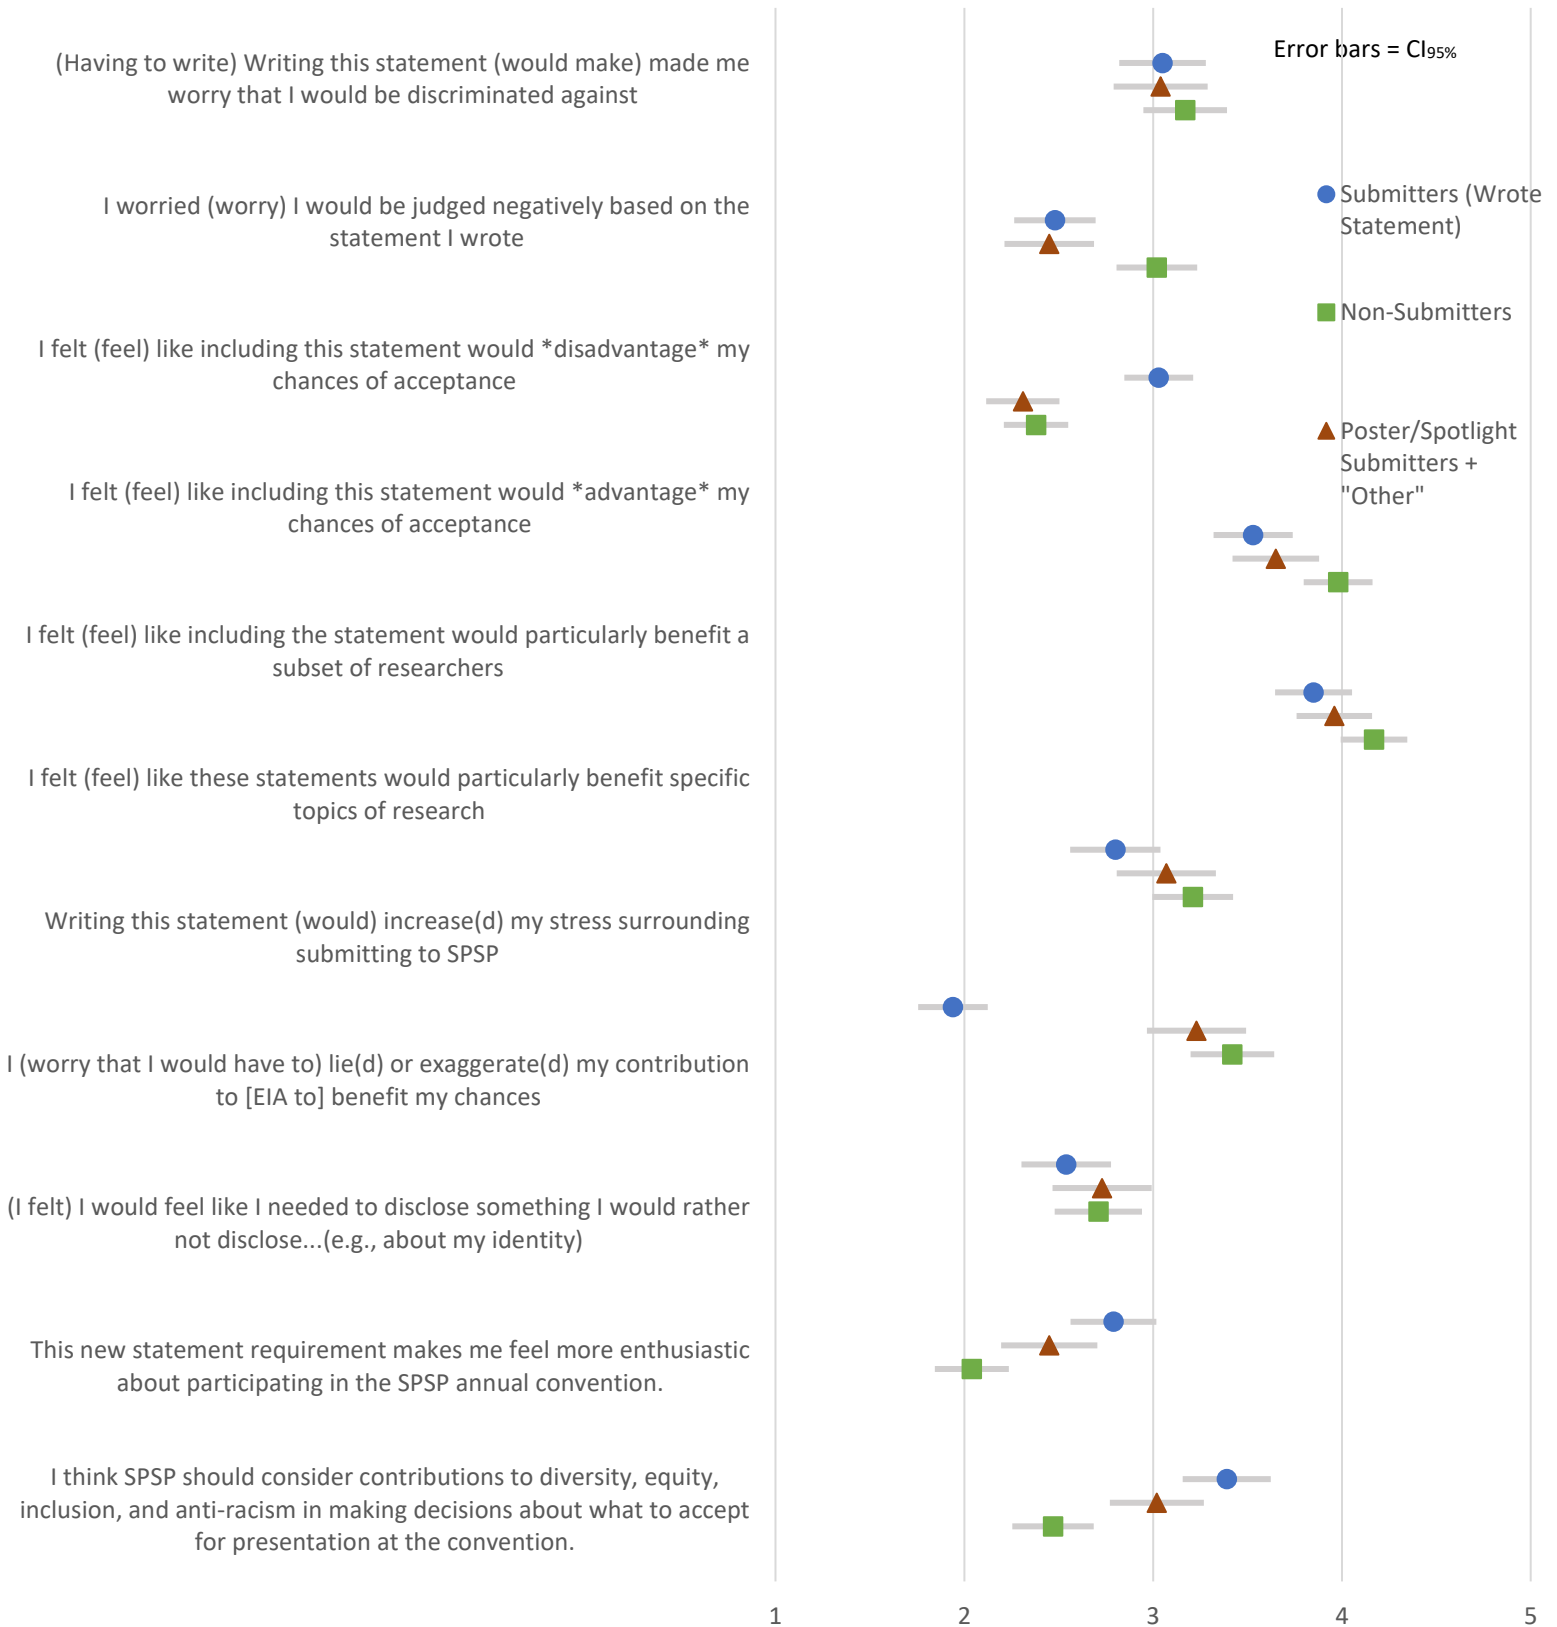 Error bars = CI95%
(Having to write) Writing this statement (would make) made me
worry that I would be discriminated against
I worried (worry) I would be judged negatively based on the
statement I wrote
I felt (feel) like including this statement would *disadvantage* my
chances of acceptance
I felt (feel) like including this statement would *advantage* my
chances of acceptance
I felt (feel) like including the statement would particularly benefit a
subset of researchers
I felt (feel) like these statements would particularly benefit specific
topics of research
Writing this statement (would) increase(d) my stress surrounding
submitting to SPSP
I (worry that I would have to) lie(d) or exaggerate(d) my contribution
to [EIA to] benefit my chances
(I felt) I would feel like I needed to disclose something I would rather
not disclose...(e.g., about my identity)
This new statement requirement makes me feel more enthusiastic
about participating in the SPSP annual convention.
I think SPSP should consider contributions to diversity, equity,
inclusion, and anti-racism in making decisions about what to accept
for presentation at the convention.
Submitters (Wrote
Statement)
Non-Submitters
Poster/Spotlight
Submitters +
"Other"
1 2 3 4 5